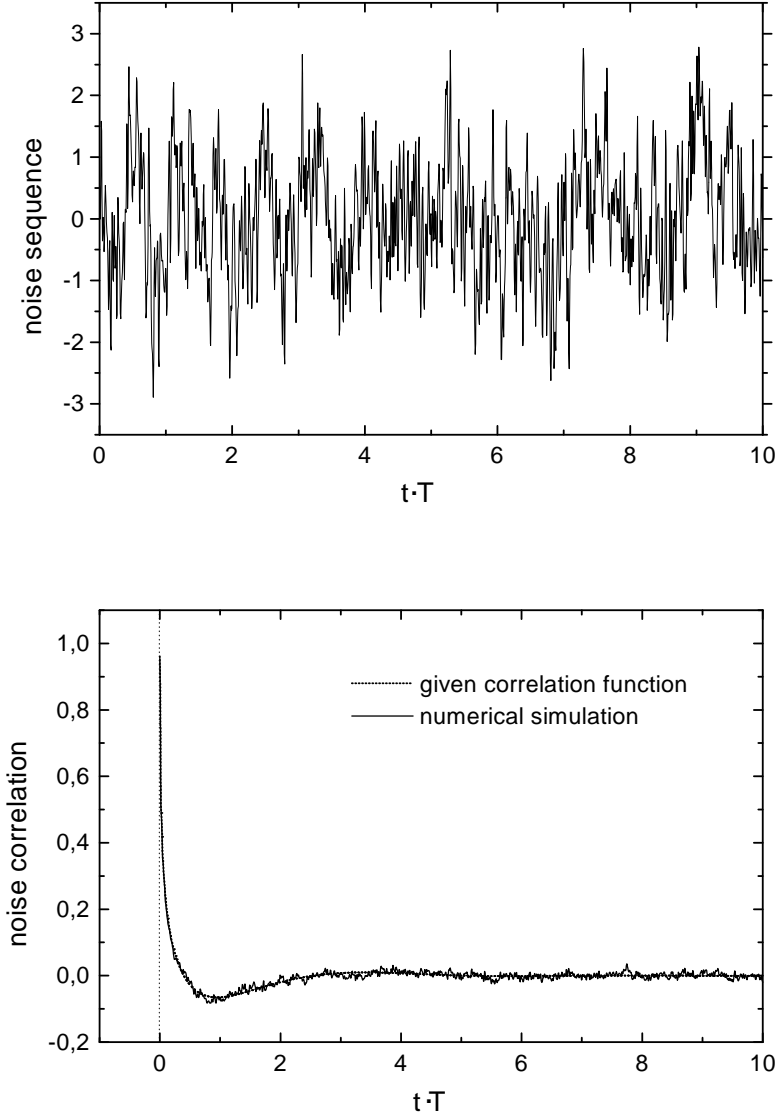 3
2
1
0
-1
-2
-3
noise sequence
0 2 4 6 8 10
t·T
1,0
0,8
0,6
0,4
0,2
0,0
-0,2
noise correlation
given correlation function
numerical simulation
0 2 4 6 8 10
t·T